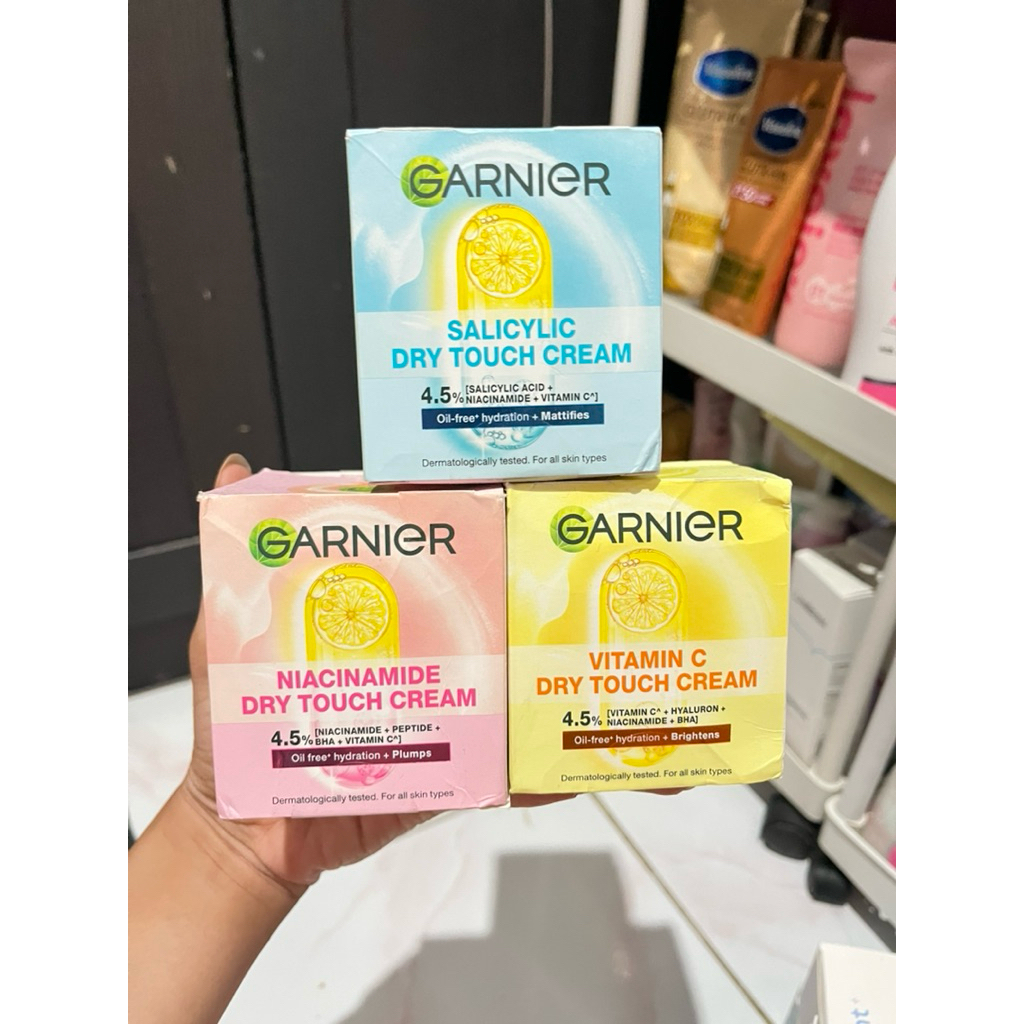 GARNIER
SALICYLIC
DRY TOUCH CREAM
4.5% [SALICYLIC ACID +
NIACINAMIDE + VITAMIN C^]
Oil-free* hydration + Mattifies
Dermatologically tested. For all skin types
GARNIER
NIACINAMIDE
DRY TOUCH CREAM
4.5% [NIACINAMIDE + PEPTIDE +
BHA + VITAMIN C^]
Oil free* hydration + Plumps
Dermatologically tested. For all skin types
GARNIER
VITAMIN C
DRY TOUCH CREAM
4.5% [VITAMIN C^ + HYALURON +
NIACINAMIDE + BHA]
Oil-free* hydration + Brightens
Dermatologically tested. For all skin types
Vaseline
Vaseline